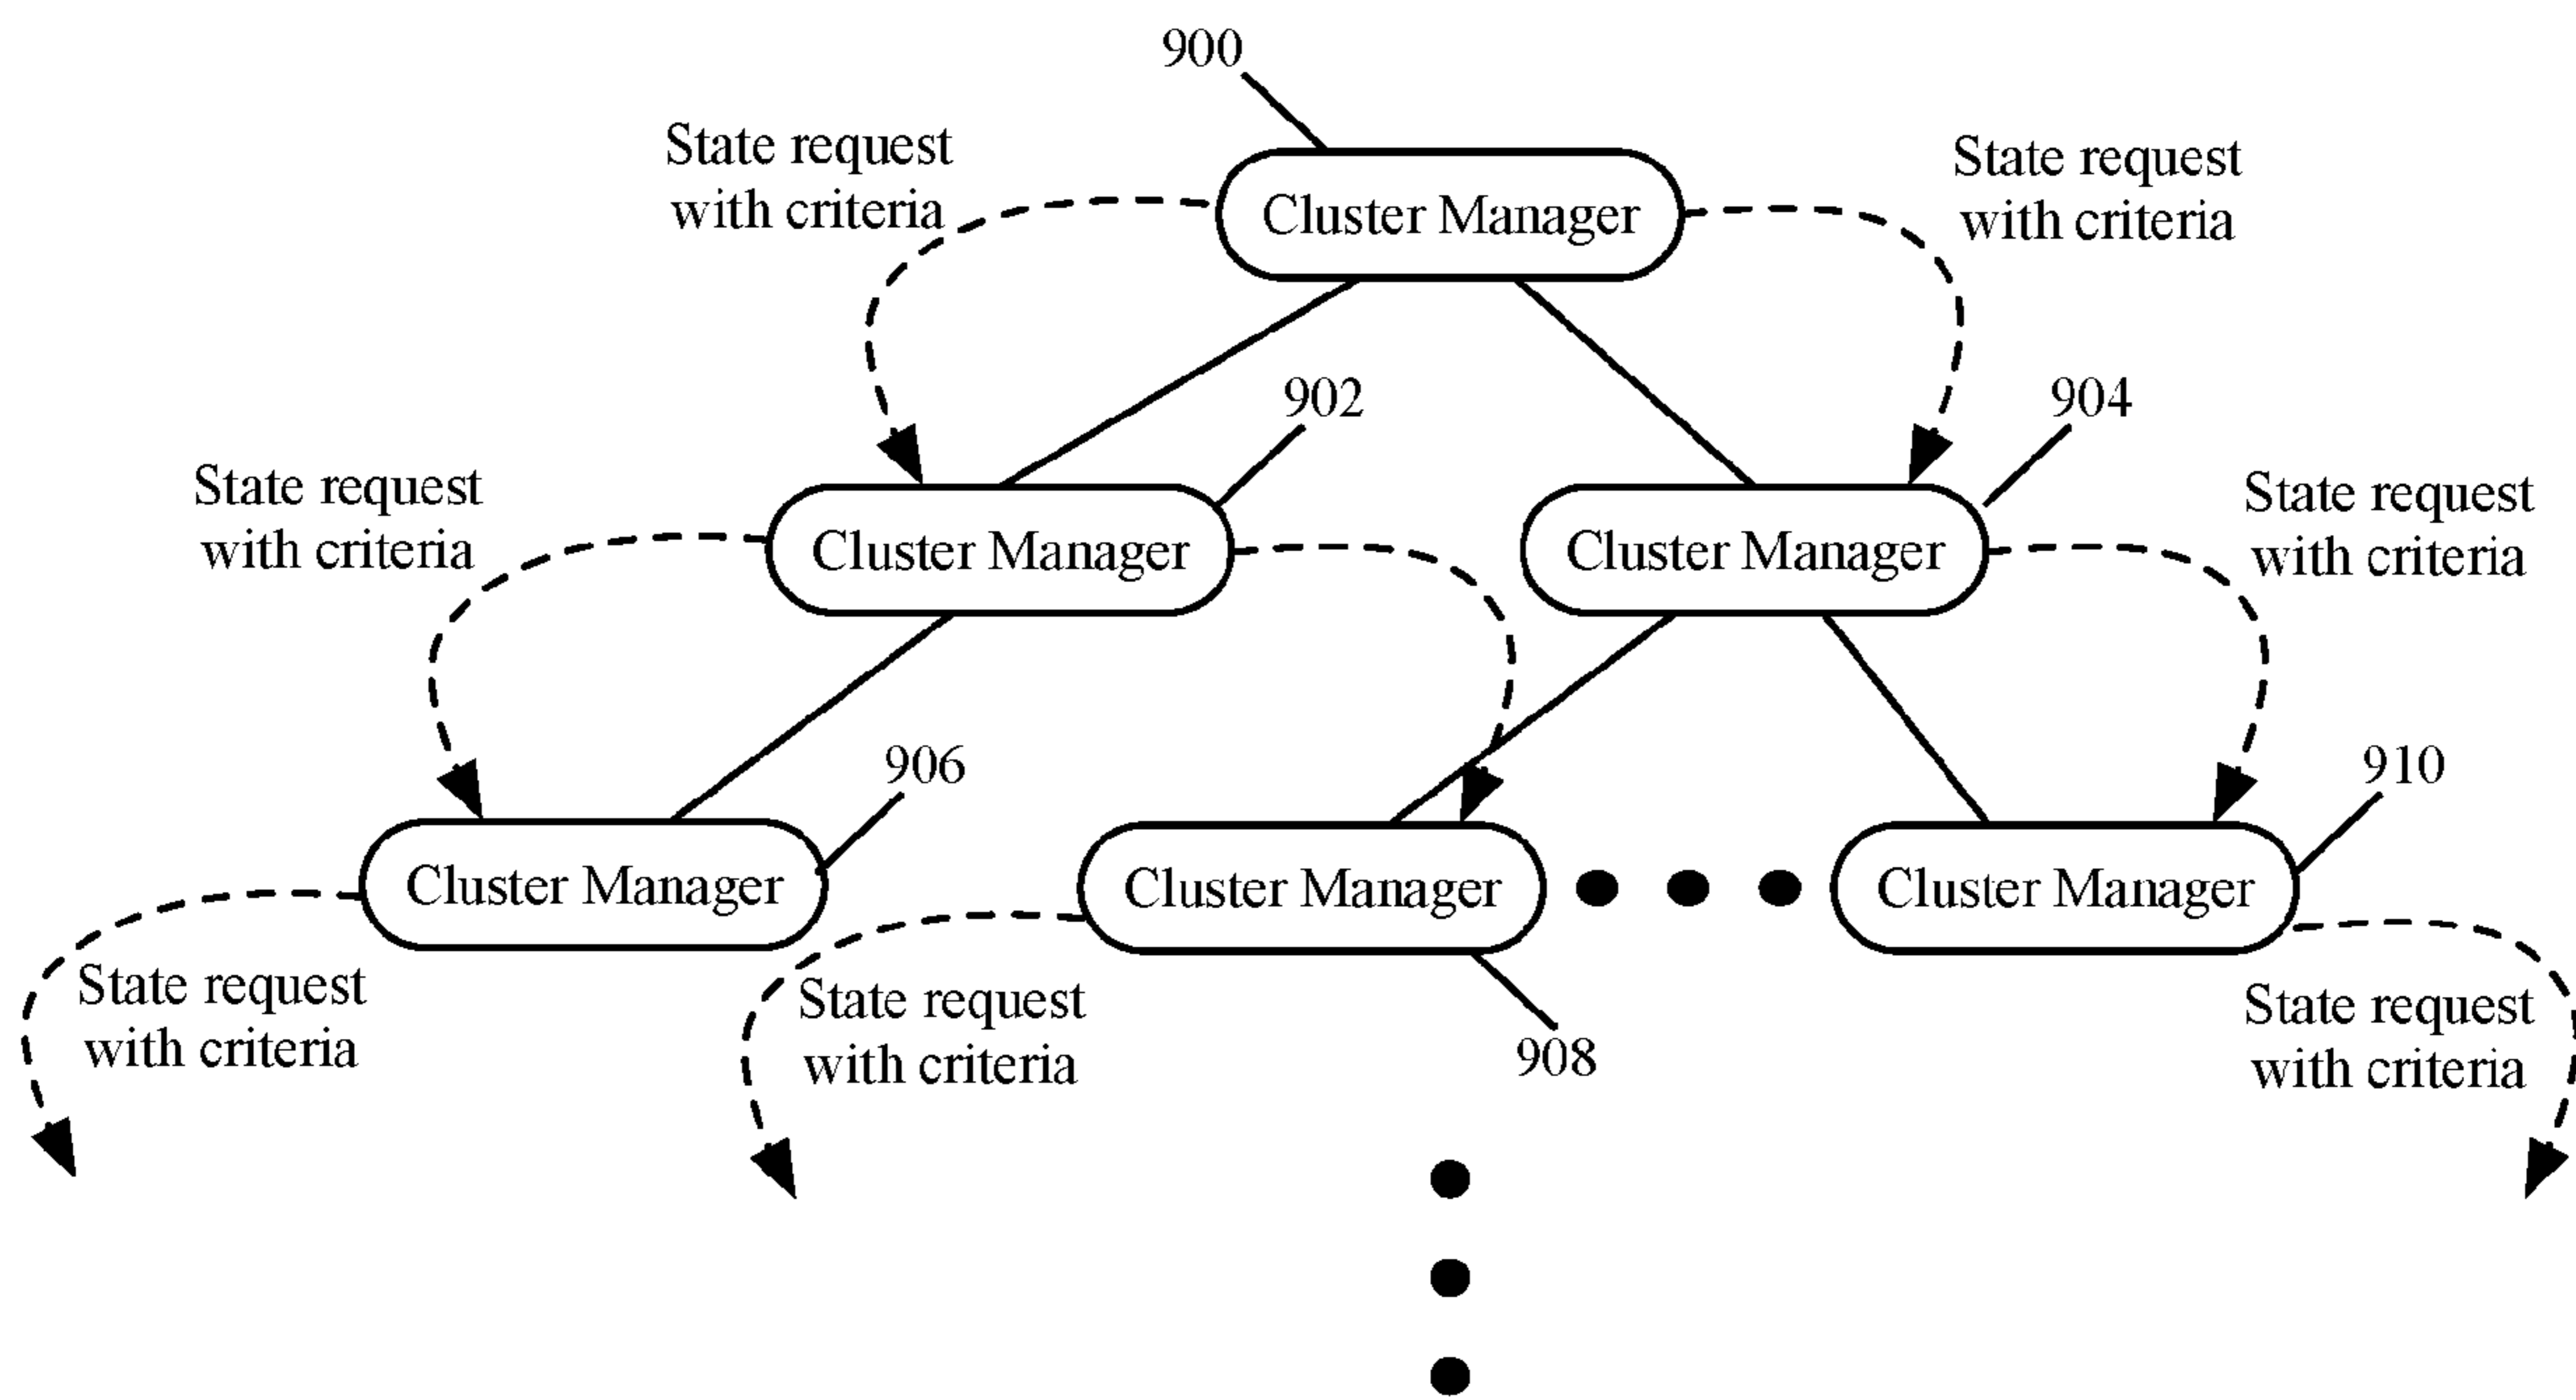 900
State request
with criteria
State request
with criteria
Cluster Manager
902
904
State request
with criteria
State request
with criteria
Cluster Manager
Cluster Manager
906
910
Cluster Manager
Cluster Manager
Cluster Manager
State request
with criteria
State request
with criteria
State request
with criteria
908